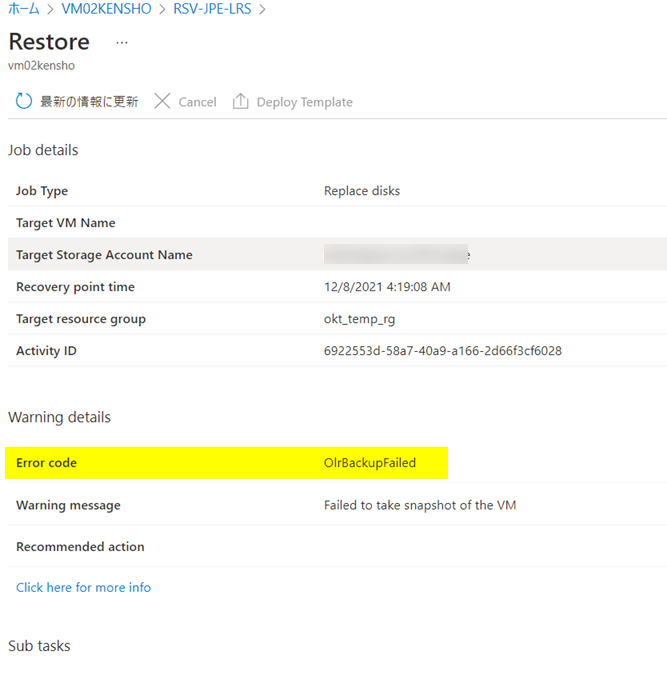 ホーム > VM02KENSHO > RSV-JPE-LRS >
Restore ...
vm02kensho
最新の情報に更新 Cancel Deploy Template
Job details
Job Type Replace disks
Target VM Name
Target Storage Account Name
Recovery point time 12/8/2021 4:19:08 AM
Target resource group okt_temp_rg
Activity ID 6922553d-58a7-40a9-a166-2d66f3cf6028
Warning details
Error code OlrBackupFailed
Warning message Failed to take snapshot of the VM
Recommended action
Click here for more info
Sub tasks